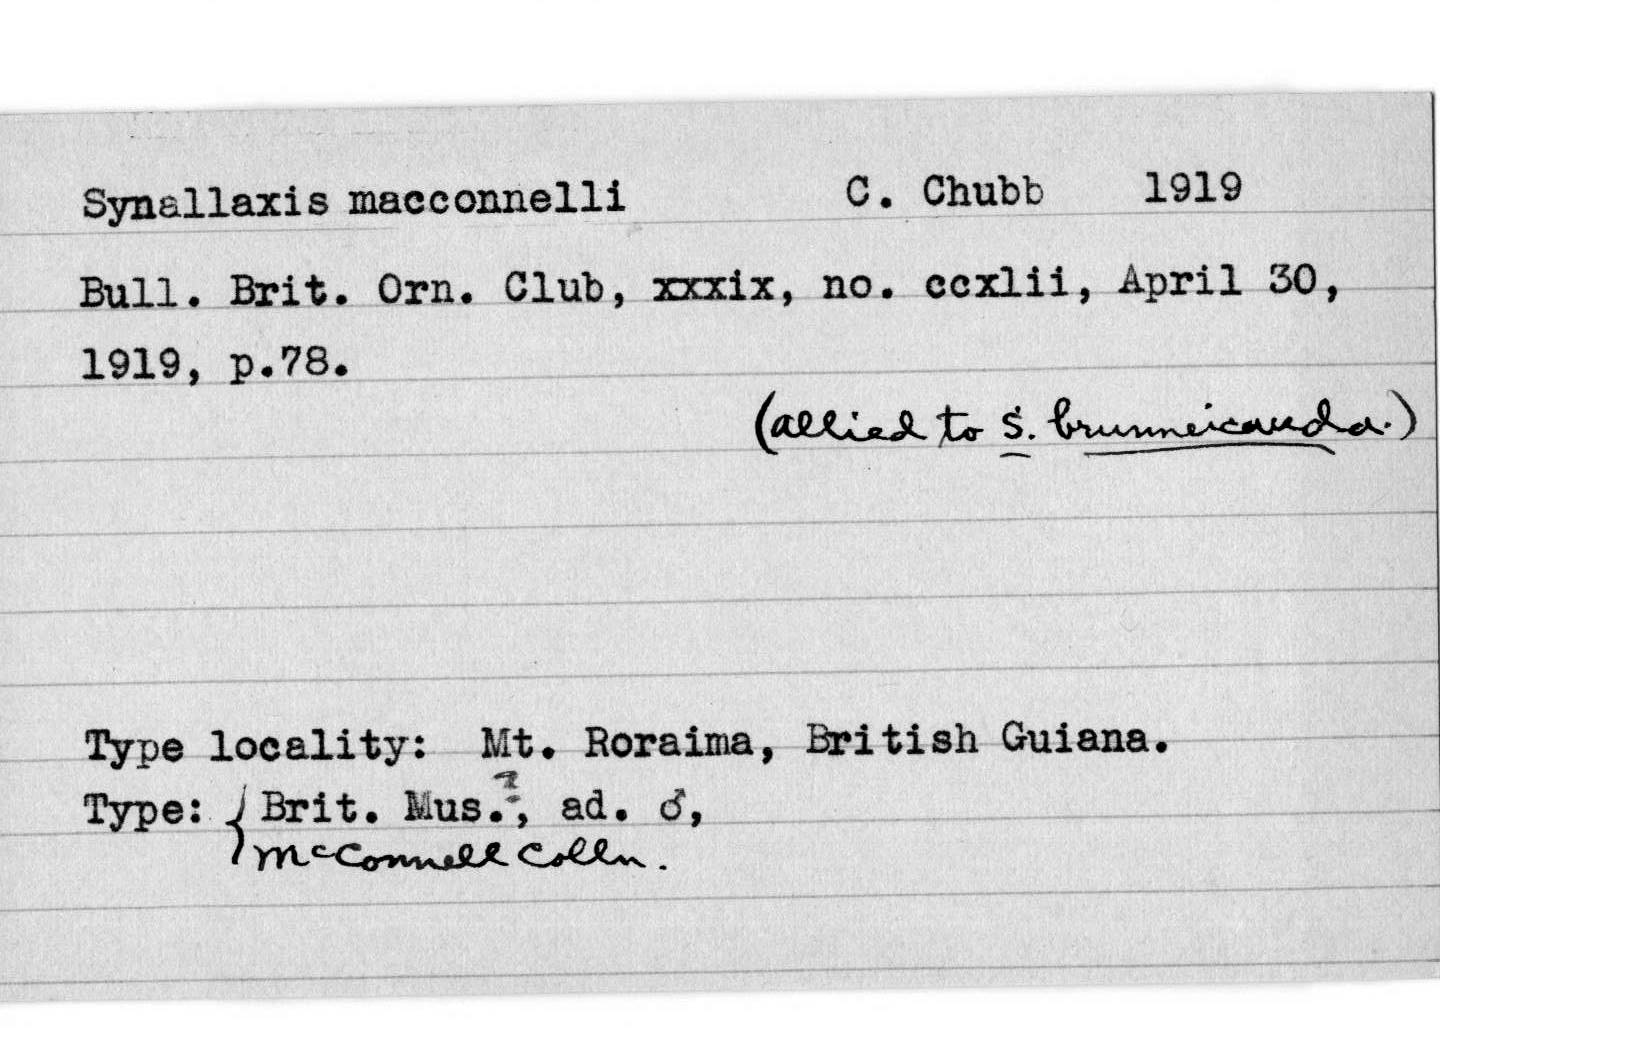 Synallaxis macconnelli C. Chubb 1919
Bull. Brit. Orn. Club, xxxix, no. ccxlii, April 30,
1919, p.78.
(allied to S. brunneicauda.)
Type locality: Mt. Roraima, British Guiana.
Type: { Brit. Mus.?, ad. ♂,
McConnell Colln.